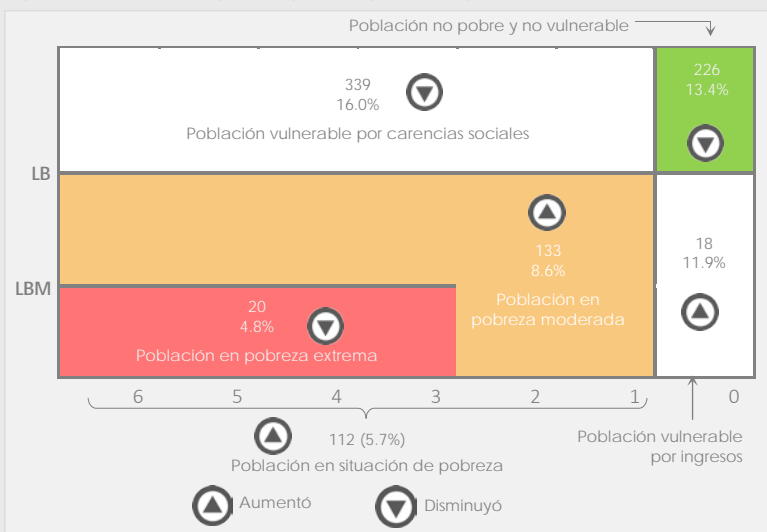 Población no pobre y no vulnerable
226
13.4%
339
16.0%
Población vulnerable por carencias sociales
LB
133
8.6%
Población en
pobreza moderada
18
11.9%
LBM
20
4.8%
Población en pobreza extrema
6 5 4 3 2 1 0
112 (5.7%)
Población en situación de pobreza
Población vulnerable
por ingresos
Aumentó
Disminuyó